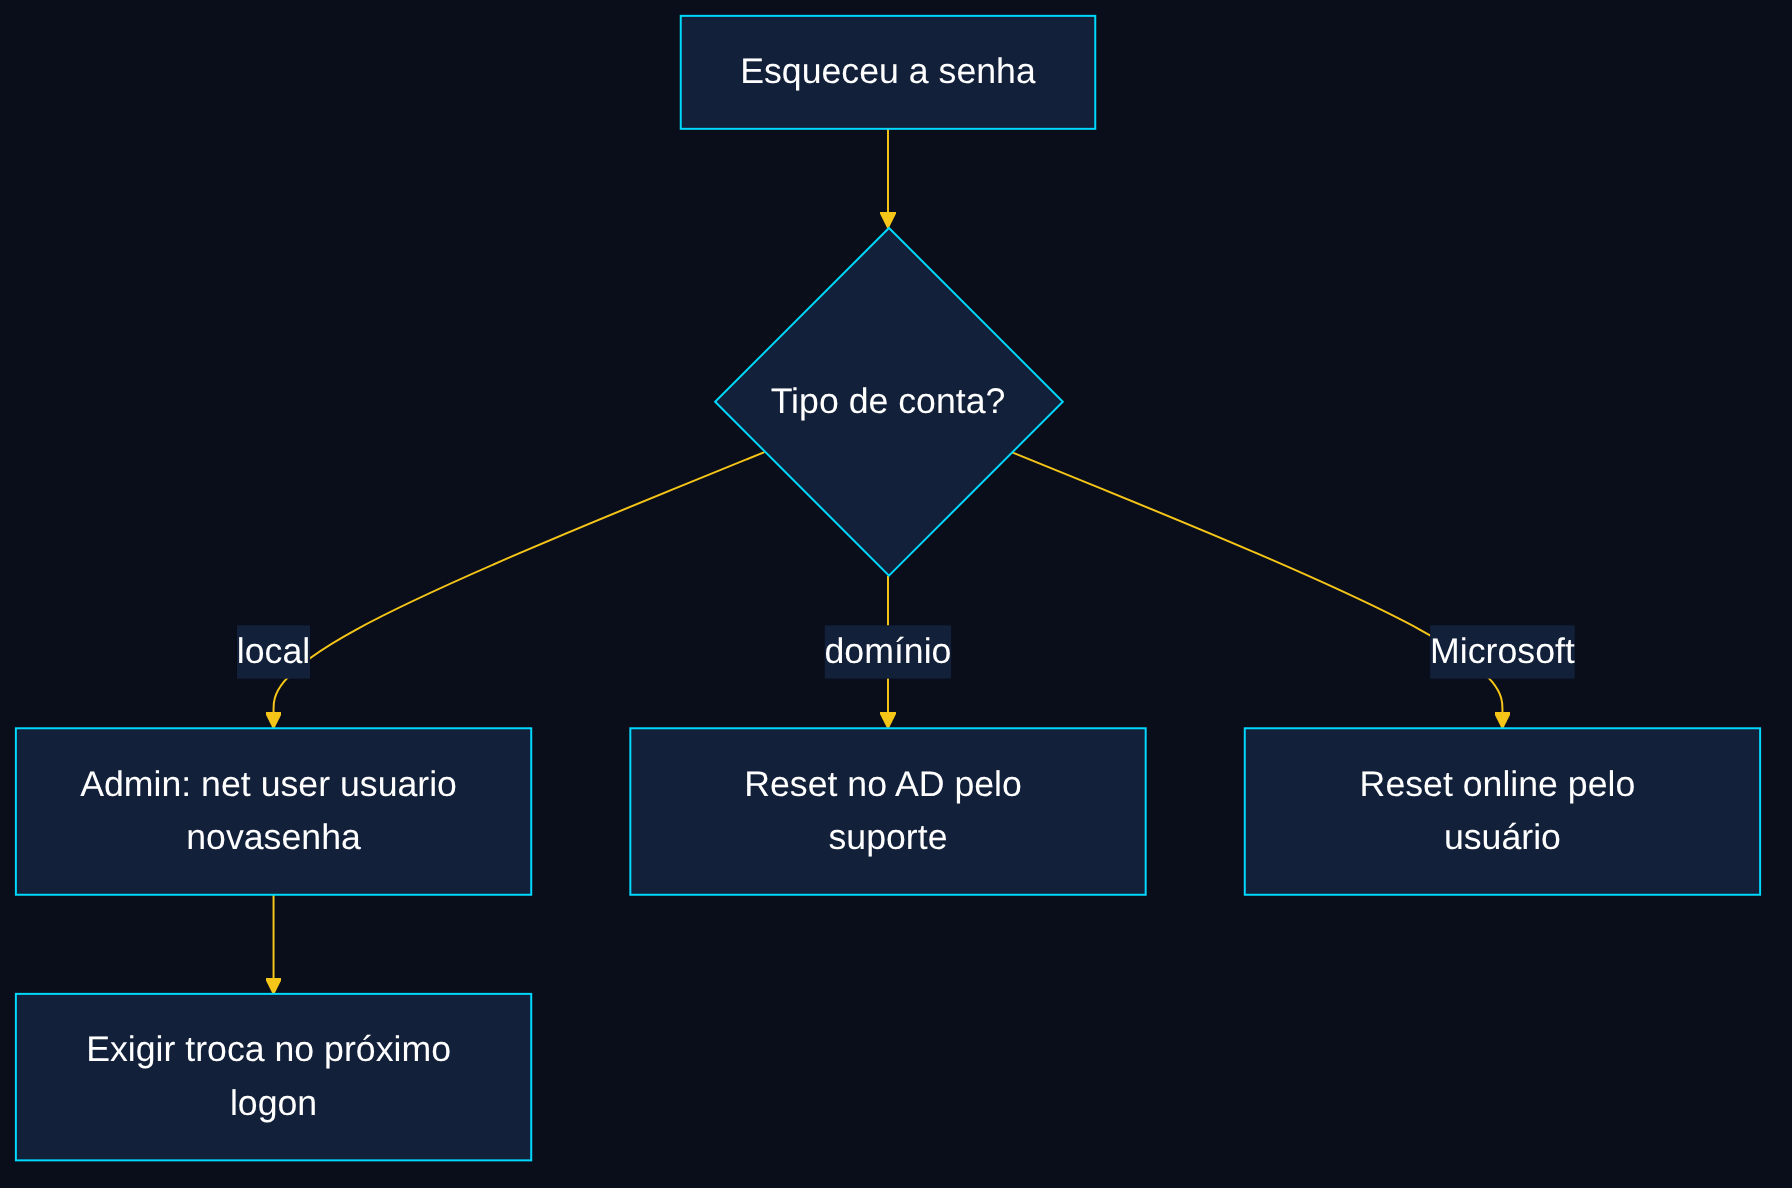 Esqueceu a senha
Tipo de conta?
local
domínio
Microsoft
Admin: net user usuario
novasenha
Reset no AD pelo
suporte
Reset online pelo
usuário
Exigir troca no próximo
logon